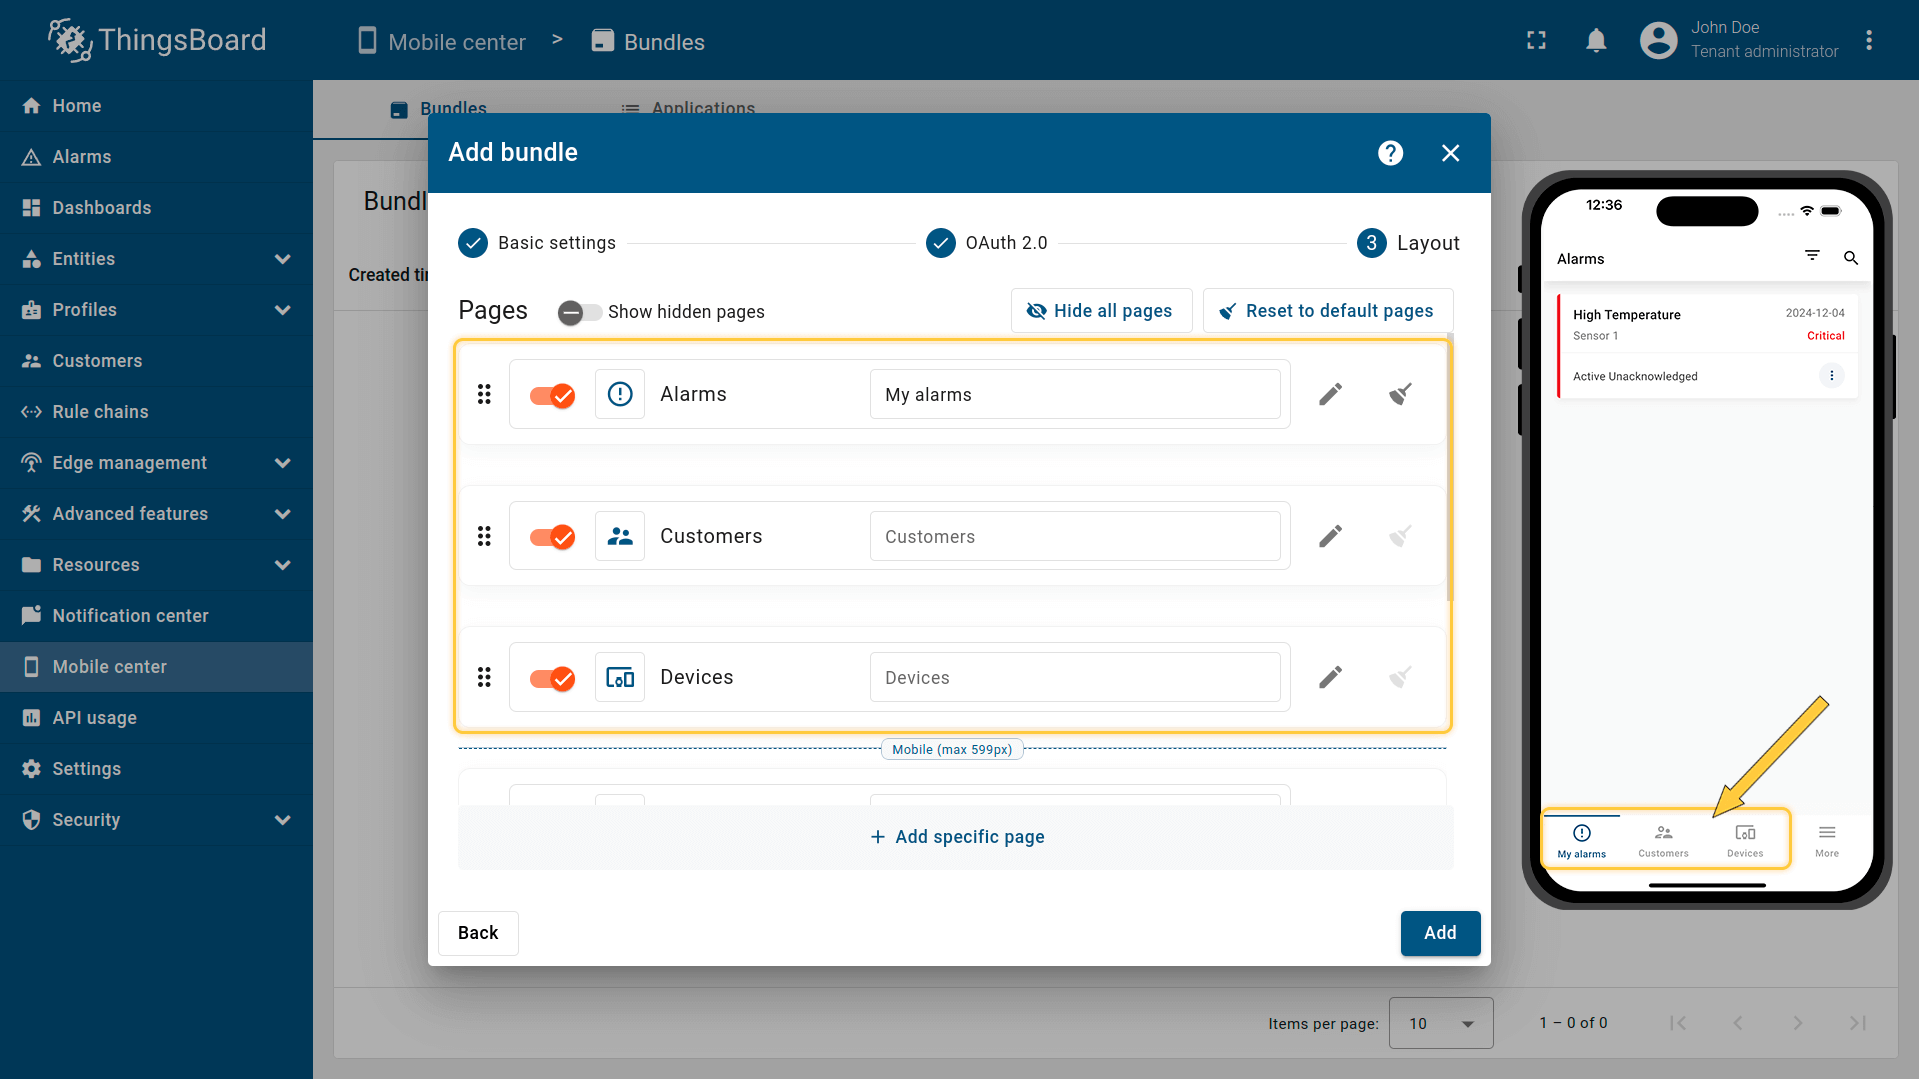 ThingsBoard
Mobile center > Bundles
John Doe
Tenant administrator
Home
Alarms
Dashboards
Entities
Profiles
Customers
Rule chains
Edge management
Advanced features
Resources
Notification center
Mobile center
API usage
Settings
Security
Bundles
Applications
Created
Add bundle
Basic settings
OAuth 2.0
3 Layout
Pages
Show hidden pages
Hide all pages
Reset to default pages
Alarms
My alarms
Customers
Customers
Devices
Devices
Mobile (max 599px)
+ Add specific page
Back
Add
Items per page: 10
1 – 0 of 0
12:36
Alarms
High Temperature
2024-12-04
Sensor 1
Critical
Active Unacknowledged
My alarms
Customers
Devices
More